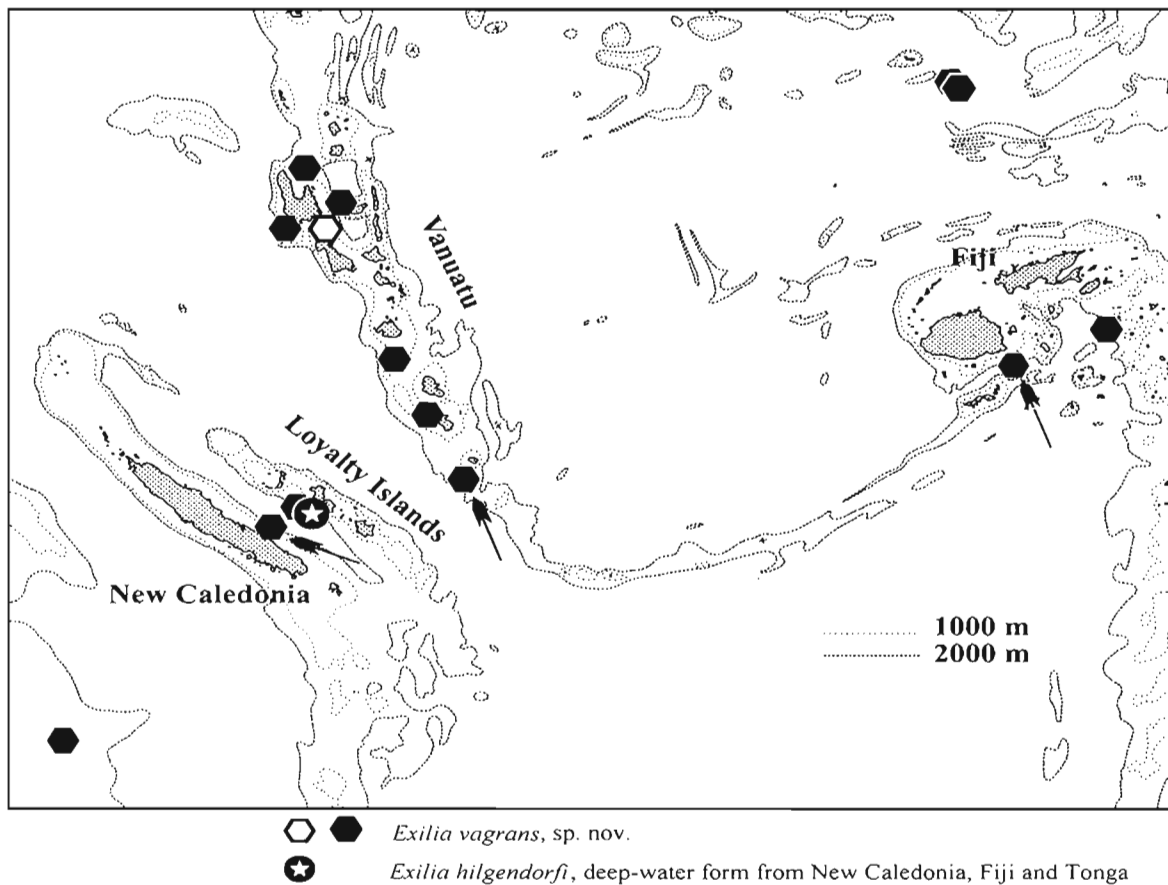 Vanuatu
Fiji
Loyalty Islands
New Caledonia
1000 m
2000 m
Exilia vagrans, sp. nov.
Exilia hilgendorfi, deep-water form from New Caledonia, Fiji and Tonga